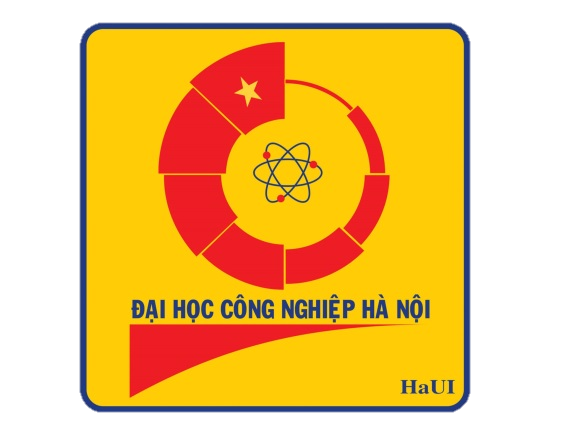 ĐẠI HỌC CÔNG NGHIỆP HÀ NỘI
HaUI